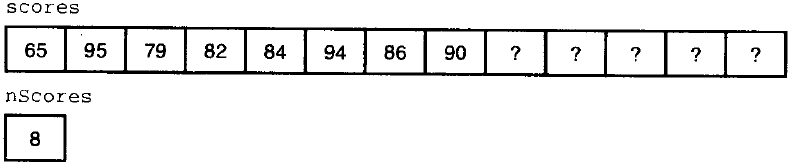 scores
65 95 79 82 84 94 86 90 ? ? ? ? ?
nScores
8